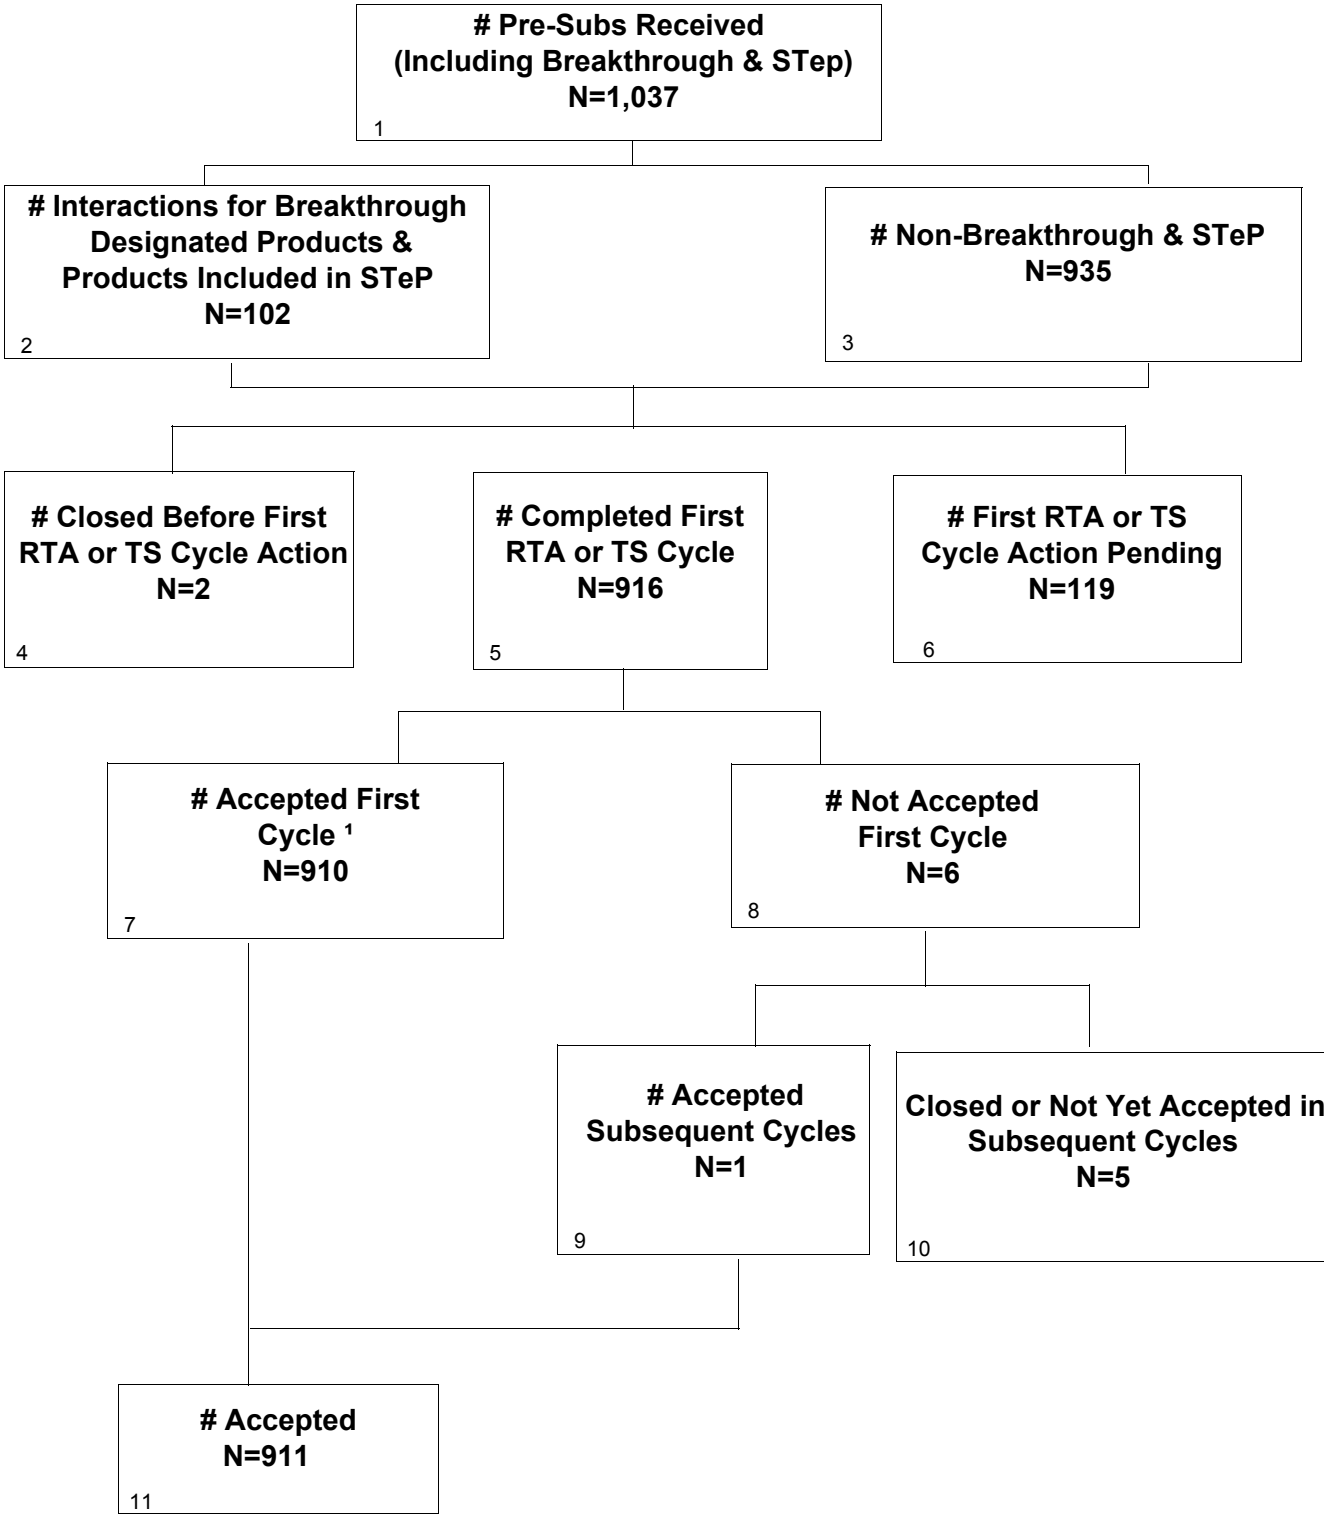 # Pre-Subs Received
(Including Breakthrough & STep)
N=1,037
1
# Interactions for Breakthrough
Designated Products &
Products Included in STeP
N=102
2
# Non-Breakthrough & STeP
N=935
3
# Closed Before First
RTA or TS Cycle Action
N=2
4
# Completed First
RTA or TS Cycle
N=916
5
# First RTA or TS
Cycle Action Pending
N=119
6
# Accepted First
Cycle ¹
N=910
7
# Not Accepted
First Cycle
N=6
8
# Accepted
Subsequent Cycles
N=1
9
Closed or Not Yet Accepted in
Subsequent Cycles
N=5
10
# Accepted
N=911
11